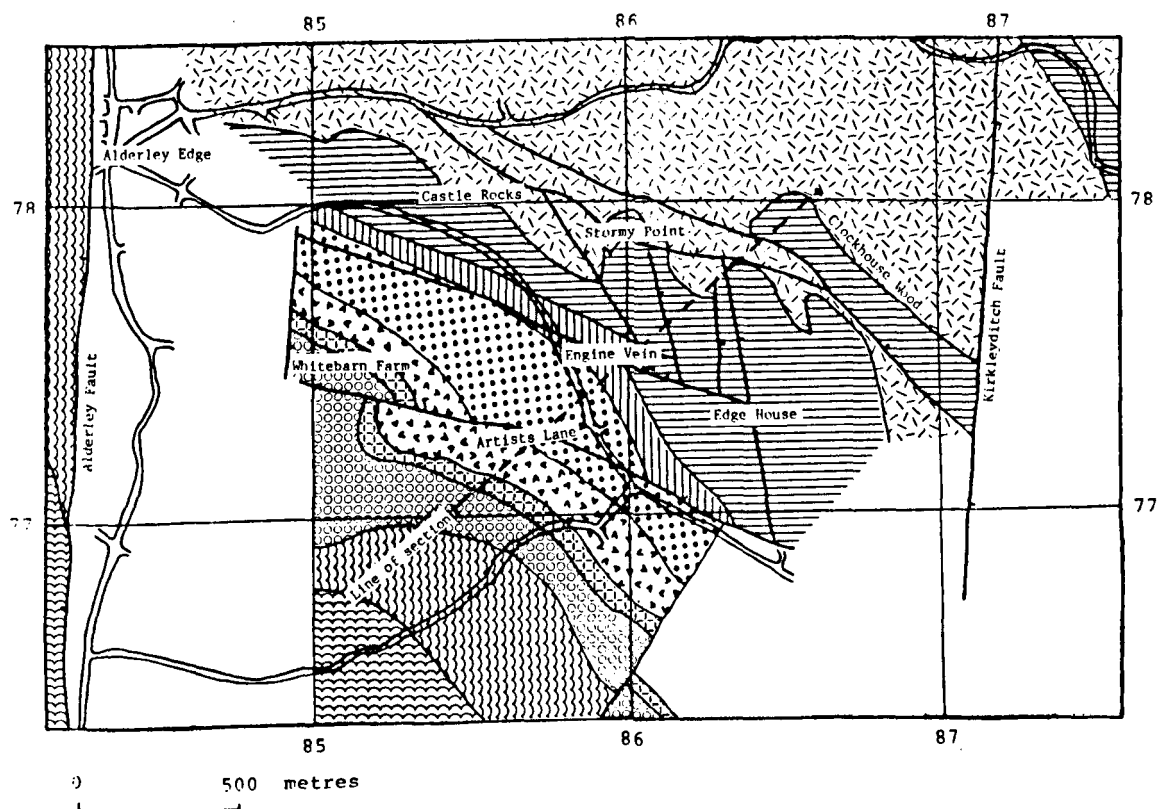 85 86 87
Alderley Edge
Castle Rocks
78 78
Stormy Point
Clockhouse Wood
Kirkleyditch Fault
Engine Vein
Whitebarn Farm
Alderley Fault
Edge House
Artists Lane
77 77
Line of section
85 86 87
0 500 metres